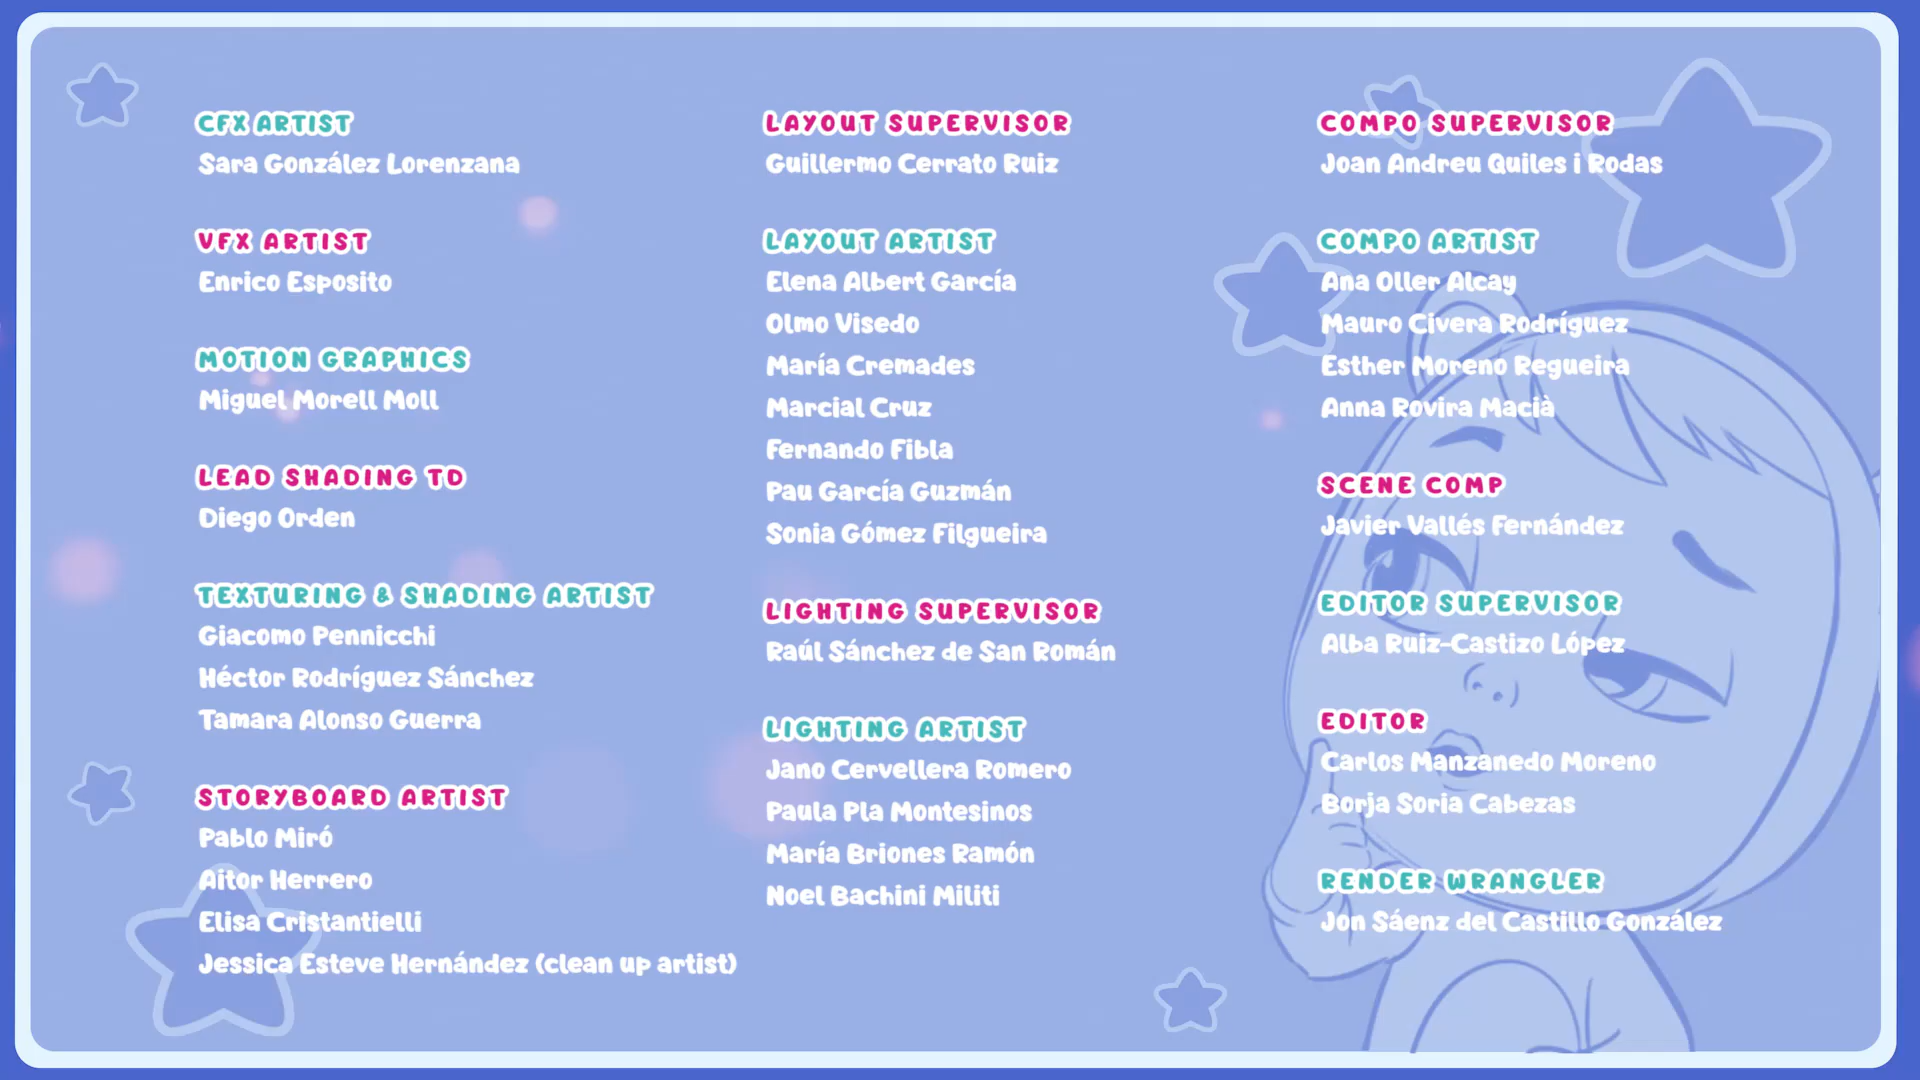 CFX ARTIST
Sara González Lorenzana
VFX ARTIST
Enrico Esposito
MOTION GRAPHICS
Miguel Morell Moll
LEAD SHADING TD
Diego Orden
TEXTURING & SHADING ARTIST
Giacomo Pennicchi
Héctor Rodríguez Sánchez
Tamara Alonso Guerra
STORYBOARD ARTIST
Pablo Miró
Aitor Herrero
Elisa Cristantielli
Jessica Esteve Hernández (clean up artist)
LAYOUT SUPERVISOR
Guillermo Cerrato Ruiz
LAYOUT ARTIST
Elena Albert García
Olmo Visedo
María Cremades
Marcial Cruz
Fernando Fibla
Pau García Guzmán
Sonia Gómez Filgueira
LIGHTING SUPERVISOR
Raúl Sánchez de San Román
LIGHTING ARTIST
Jano Cervellera Romero
Paula Pla Montesinos
María Briones Ramón
Noel Bachini Militi
COMPO SUPERVISOR
Joan Andreu Quiles i Rodas
COMPO ARTIST
Ana Oller Alcay
Mauro Civera Rodríguez
Esther Moreno Regueira
Anna Rovira Macià
SCENE COMP
Javier Vallés Fernández
EDITOR SUPERVISOR
Alba Ruiz-Castizo López
EDITOR
Carlos Manzanedo Moreno
Borja Soria Cabezas
RENDER WRANGLER
Jon Sáenz del Castillo González